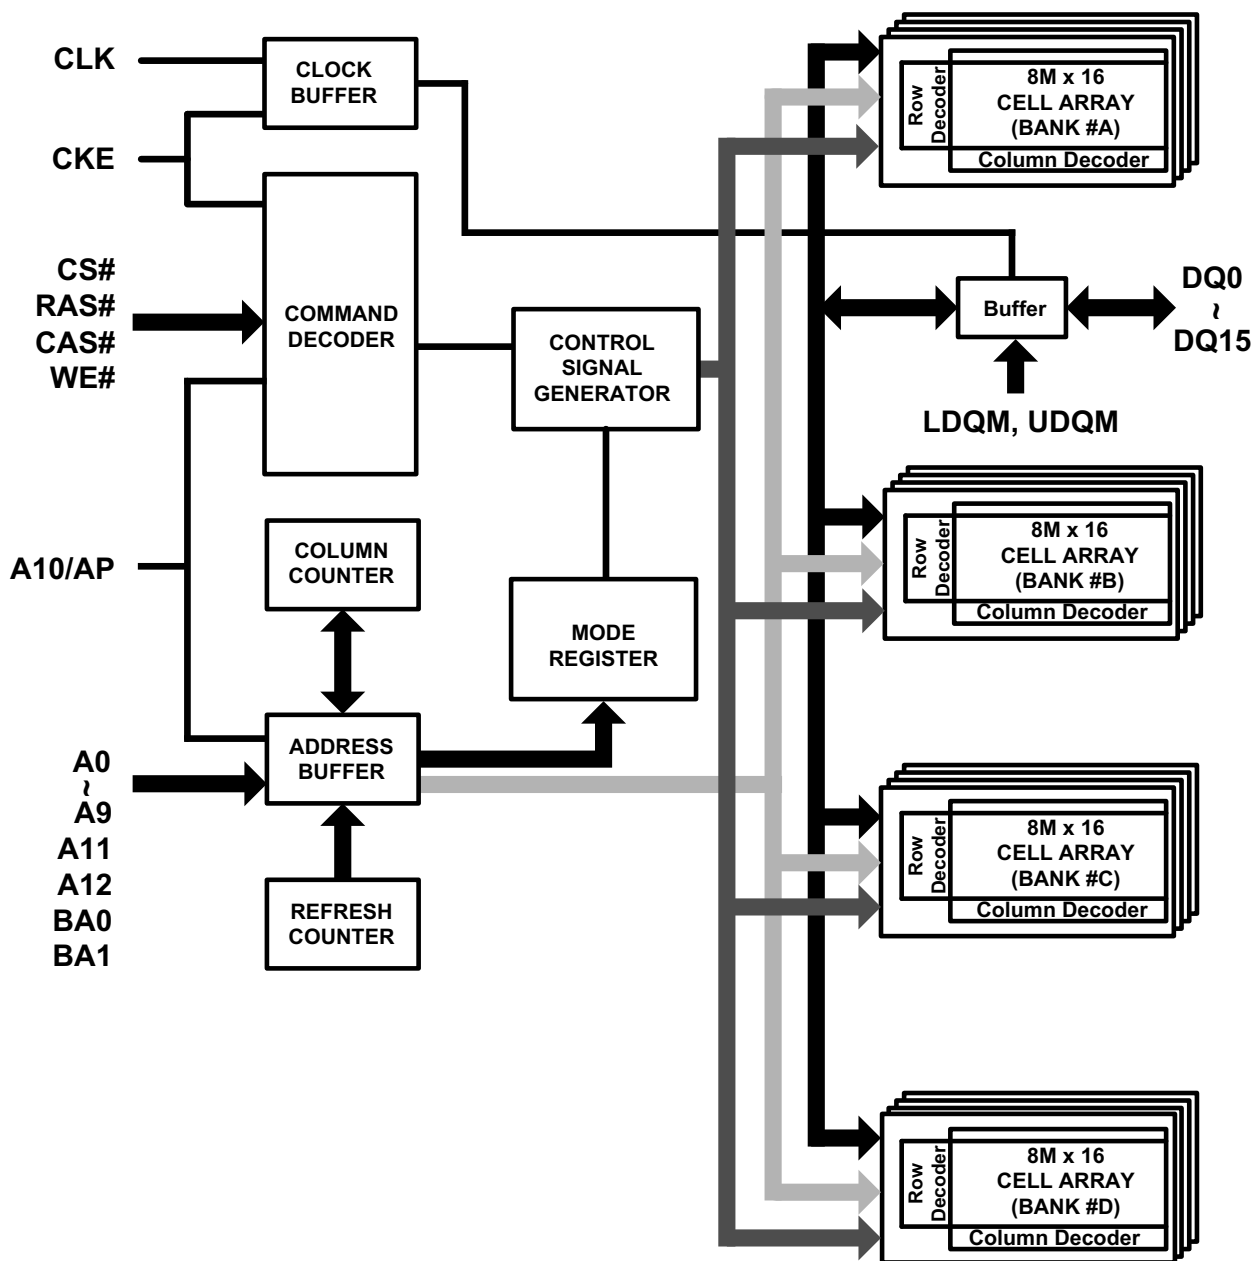 CLK
CLOCK
BUFFER
CKE
CS#
RAS#
CAS#
WE#
COMMAND
DECODER
CONTROL
SIGNAL
GENERATOR
A10/AP
COLUMN
COUNTER
MODE
REGISTER
ADDRESS
BUFFER
A0
~
A9
A11
A12
BA0
BA1
REFRESH
COUNTER
Row
Decoder
8M x 16
CELL ARRAY
(BANK #A)
Column Decoder
Buffer
DQ0
~
DQ15
LDQM, UDQM
Row
Decoder
8M x 16
CELL ARRAY
(BANK #B)
Column Decoder
Row
Decoder
8M x 16
CELL ARRAY
(BANK #C)
Column Decoder
Row
Decoder
8M x 16
CELL ARRAY
(BANK #D)
Column Decoder